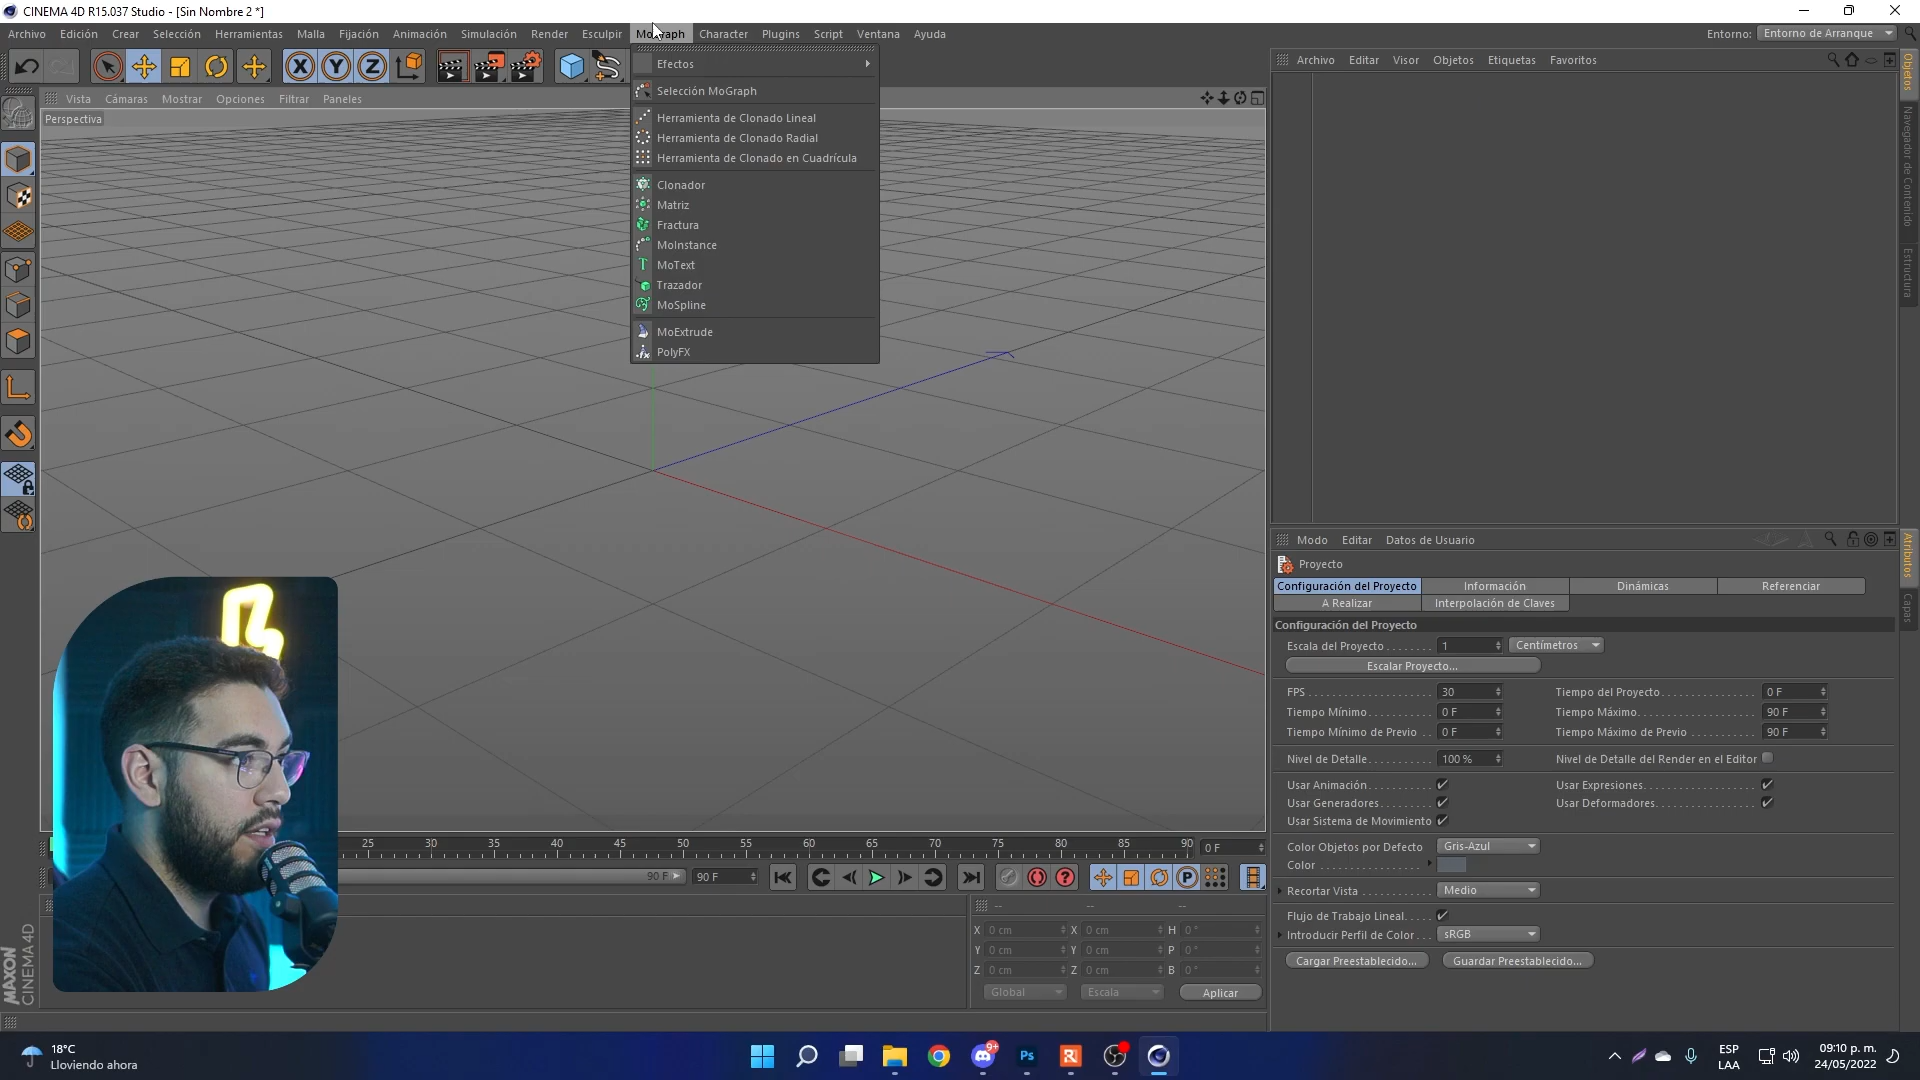 CINEMA 4D R15.037 Studio - [Sin Nombre 2 *]
Archivo Edición Crear Selección Herramientas Malla Fijación Animación Simulación Render Esculpir MoGraph Character Plugins Script Ventana Ayuda
Entorno: Entorno de Arranque
Vista Cámaras Mostrar Opciones Filtrar Paneles
Perspectiva
Efectos
Selección MoGraph
Herramienta de Clonado Lineal
Herramienta de Clonado Radial
Herramienta de Clonado en Cuadrícula
Clonador
Matriz
Fractura
MoInstance
MoText
Trazador
MoSpline
MoExtrude
PolyFX
Archivo Editar Visor Objetos Etiquetas Favoritos
Objetos
Navegador de Contenido
Estructura
Modo Editar Datos de Usuario
Proyecto
Configuración del Proyecto Información Dinámicas Referenciar
A Realizar Interpolación de Claves
Configuración del Proyecto
Escala del Proyecto 1 Centímetros
Escalar Proyecto...
FPS 30 Tiempo del Proyecto 0 F
Tiempo Mínimo 0 F Tiempo Máximo 90 F
Tiempo Mínimo de Previo 0 F Tiempo Máximo de Previo 90 F
Nivel de Detalle 100 % Nivel de Detalle del Render en el Editor
Usar Animación Usar Expresiones
Usar Generadores Usar Deformadores
Usar Sistema de Movimiento
Color Objetos por Defecto Gris-Azul
Color
Recortar Vista Medio
Flujo de Trabajo Lineal
Introducir Perfil de Color sRGB
Cargar Preestablecido... Guardar Preestablecido...
Atributos
Capas
25 30 35 40 45 50 55 60 65 70 75 80 85 90 0 F
90 F 90 F
-- -- --
X 0 cm X 0 cm H 0 °
Y 0 cm Y 0 cm P 0 °
Z 0 cm Z 0 cm B 0 °
Global Escala Aplicar
MAXON
CINEMA 4D
18°C
Lloviendo ahora
9+
Ps
ESP
LAA
09:10 p. m.
24/05/2022